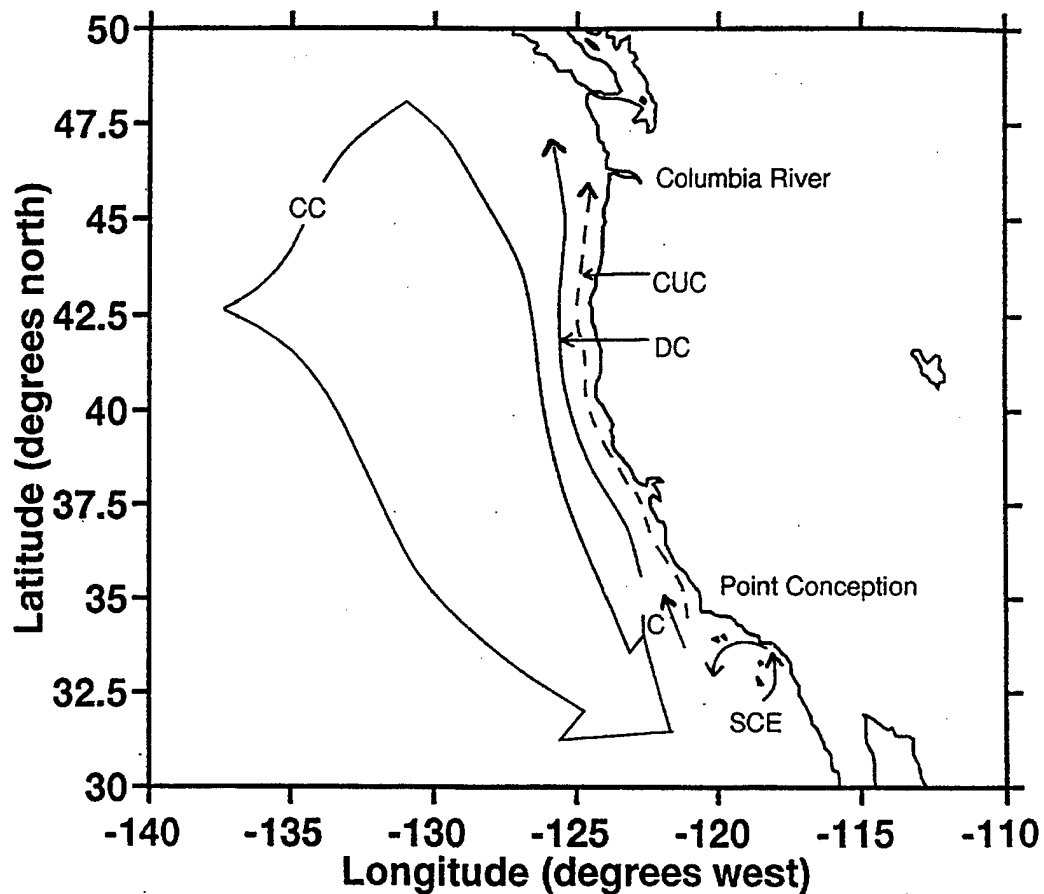 50
47.5
45
42.5
40
37.5
35
32.5
30
Latitude (degrees north)
CC
Columbia River
CUC
DC
Point Conception
C
SCE
-140
-135
-130
-125
-120
-115
-110
Longitude (degrees west)